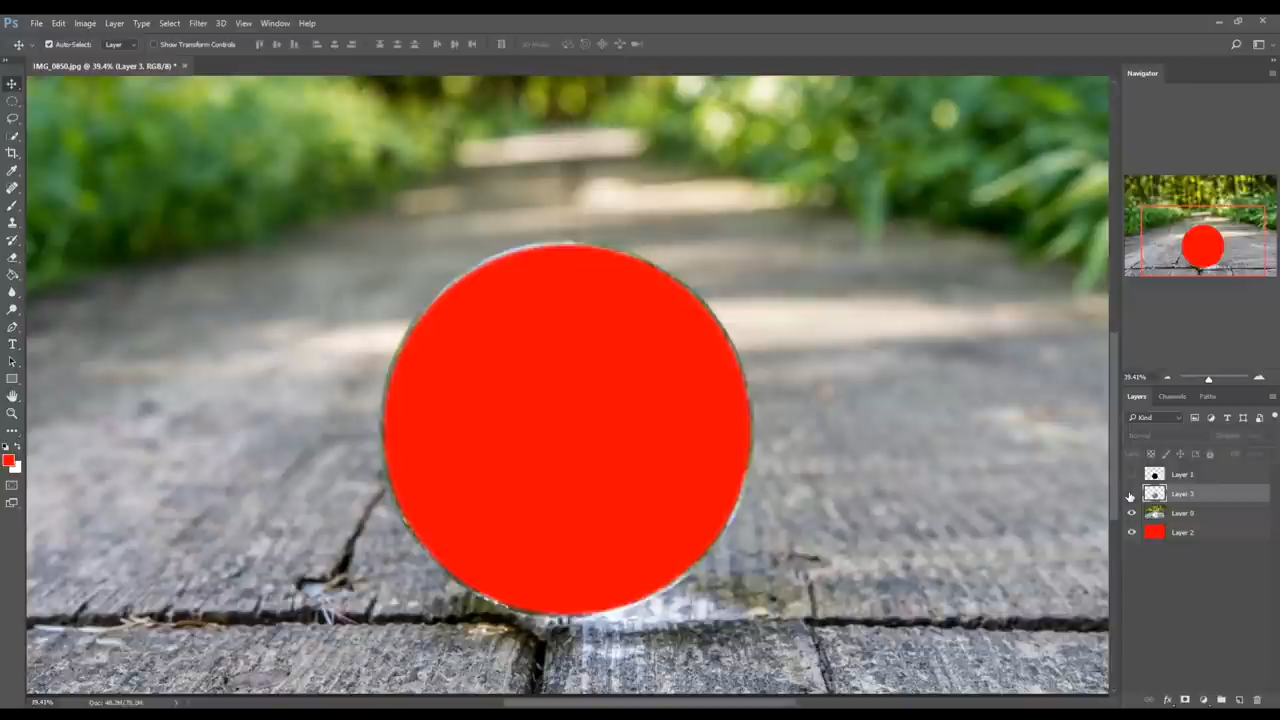 Ps File Edit Image Layer Type Select Filter 3D View Window Help
Auto-Select: Layer Show Transform Controls
IMG_0850.jpg @ 39.4% (Layer 3, RGB/8) *
Navigator
39.41%
Layers Channels Paths
Kind
Normal
Layer 1
Layer 3
Layer 0
Layer 2
39.41%